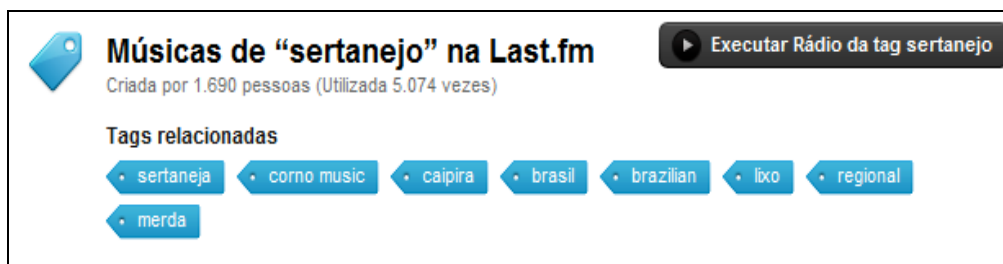 Músicas de “sertanejo” na Last.fm
Executar Rádio da tag sertanejo
Criada por 1.690 pessoas (Utilizada 5.074 vezes)
Tags relacionadas
sertaneja corno music caipira brasil brazilian lixo regional
merda